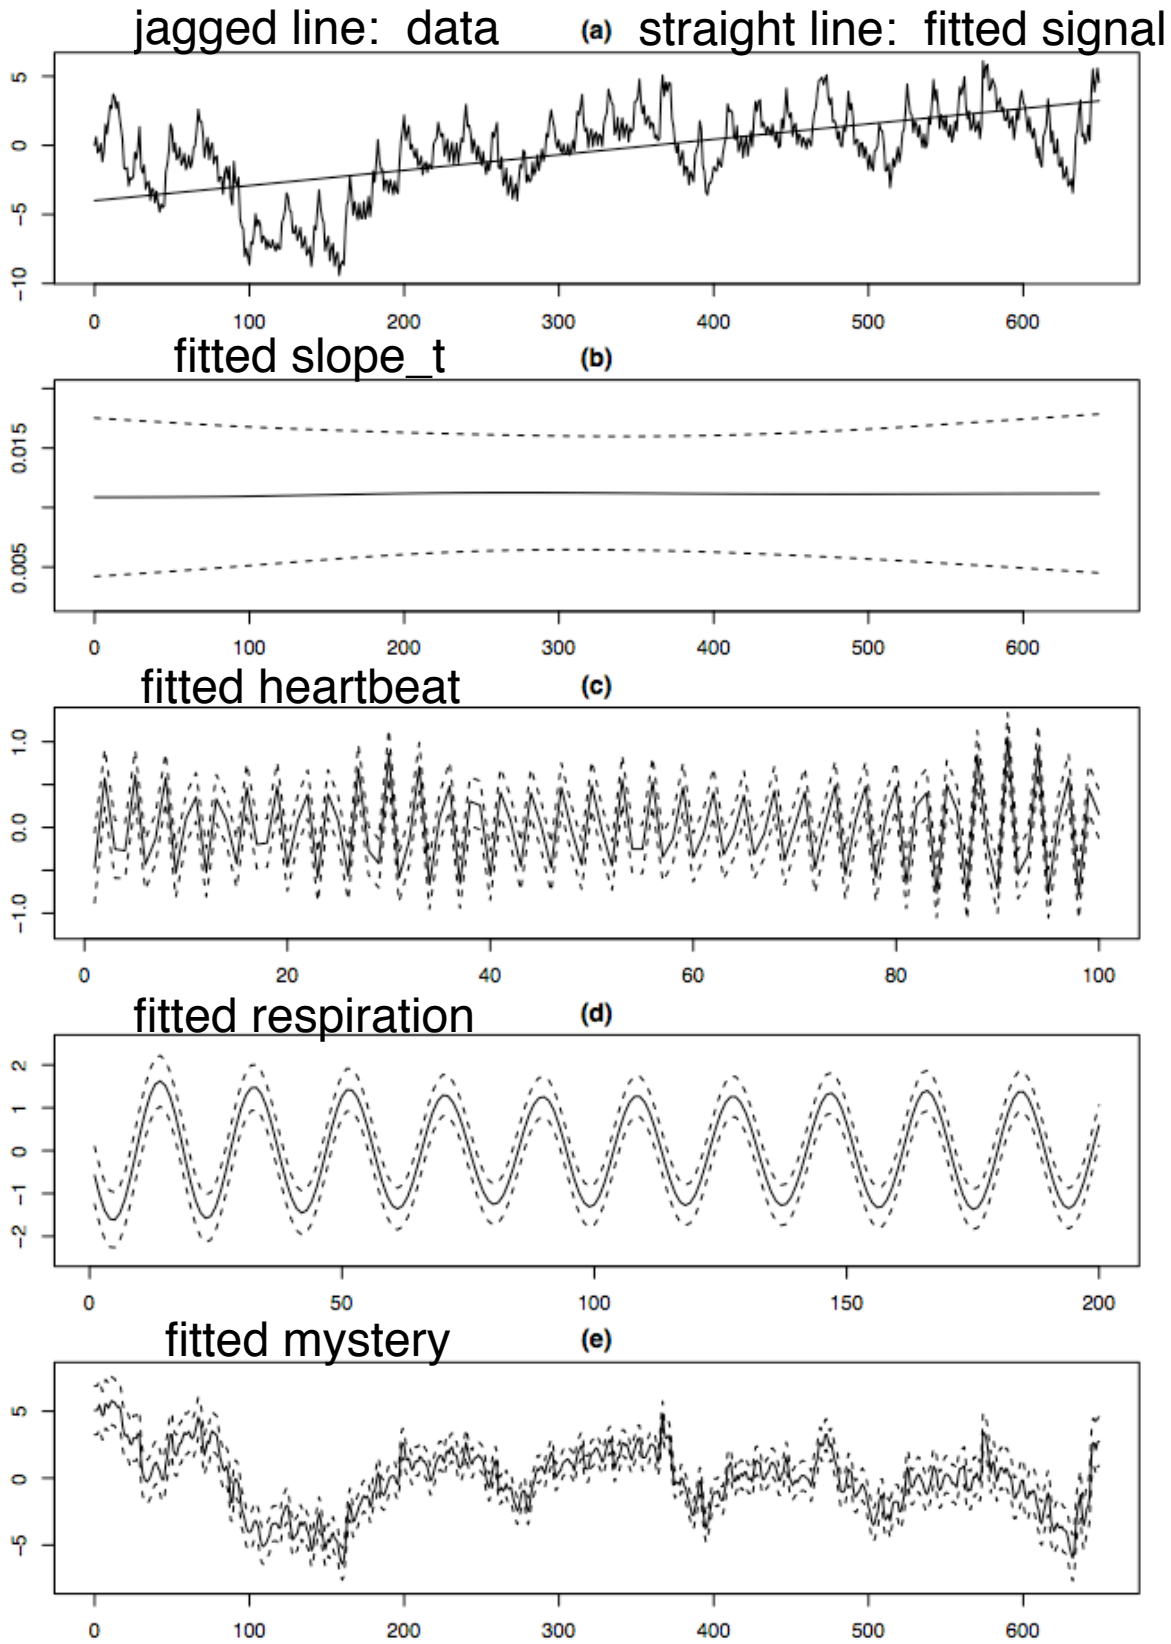 jagged line: data (a) straight line: fitted signal
5
0
−5
−10
0 100 200 300 400 500 600
fitted slope_t (b)
0.015
0.005
0 100 200 300 400 500 600
fitted heartbeat (c)
1.0
0.0
−1.0
0 20 40 60 80 100
fitted respiration (d)
2
1
0
−1
−2
0 50 100 150 200
fitted mystery (e)
5
0
−5
0 100 200 300 400 500 600